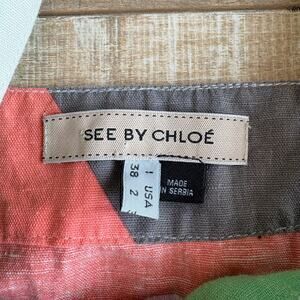 SEE BY CHLOÉ
I USA
38 2
MADE
IN SERBIA